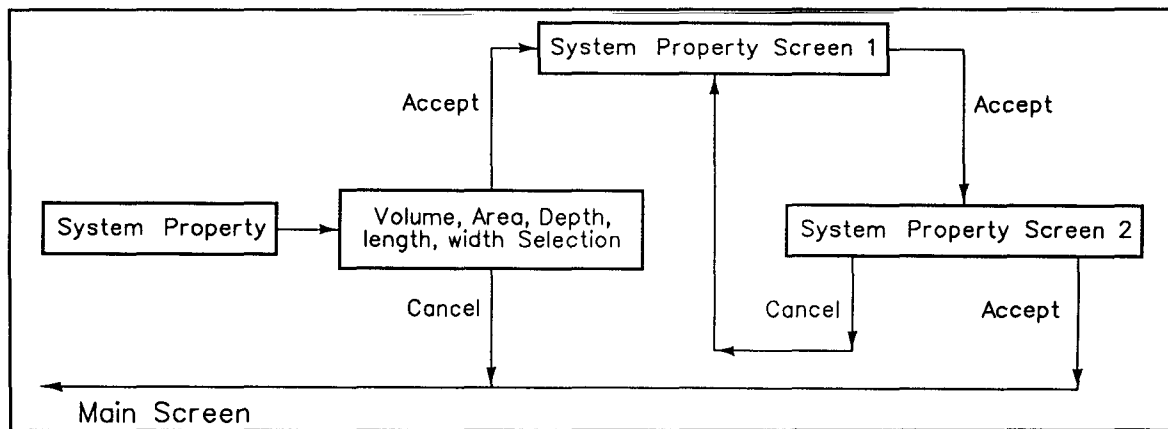 System Property Screen 1
Accept
Accept
System Property
Volume, Area, Depth,
length, width Selection
System Property Screen 2
Cancel
Cancel
Accept
Main Screen